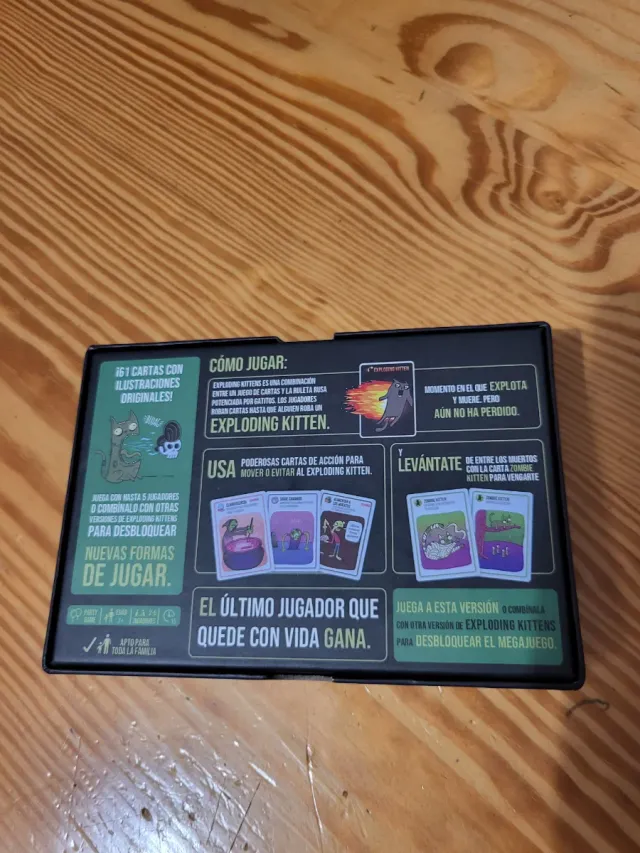 ¡61 CARTAS CON
ILUSTRACIONES
ORIGINALES!
JUEGA CON HASTA 5 JUGADORES
O COMBÍNALO CON OTRAS
VERSIONES DE EXPLODING KITTENS
PARA DESBLOQUEAR
NUEVAS FORMAS
DE JUGAR.
PARTY
GAME
APTO PARA
TODA LA FAMILIA
CÓMO JUGAR:
EXPLODING KITTENS ES UNA COMBINACIÓN
ENTRE UN JUEGO DE CARTAS Y LA RULETA RUSA
POTENCIADA POR GATITOS. LOS JUGADORES
ROBAN CARTAS HASTA QUE ALGUIEN ROBA UN
EXPLODING KITTEN.
EXPLODING KITTEN
MOMENTO EN EL QUE EXPLOTA
Y MUERE. PERO
AÚN NO HA PERDIDO.
USA PODEROSAS CARTAS DE ACCIÓN PARA
MOVER O EVITAR AL EXPLODING KITTEN.
Y
LEVÁNTATE DE ENTRE LOS MUERTOS
CON LA CARTA ZOMBIE
KITTEN PARA VENGARTE
ZOMBIE KITTEN
ZOMBIE KITTEN
EL ÚLTIMO JUGADOR QUE
QUEDE CON VIDA GANA.
JUEGA A ESTA VERSIÓN O COMBÍNALA
CON OTRA VERSIÓN DE EXPLODING KITTENS
PARA DESBLOQUEAR EL MEGAJUEGO.